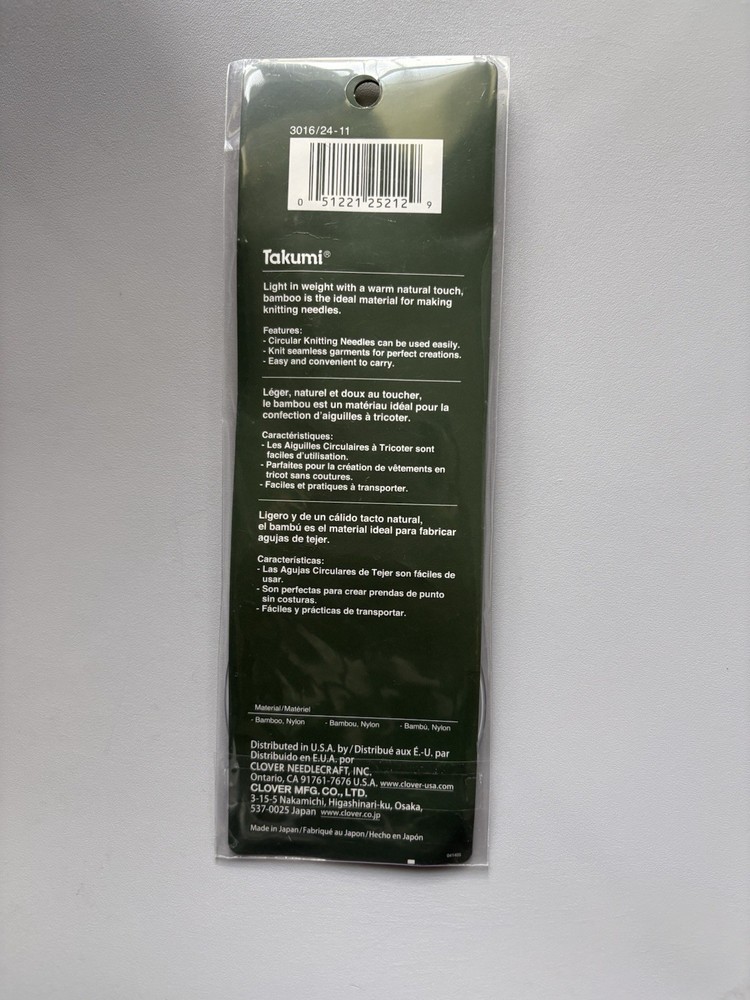 3016/24-11
0 51221 25212 9
Takumi®
Light in weight with a warm natural touch,
bamboo is the ideal material for making
knitting needles.
Features:
- Circular Knitting Needles can be used easily.
- Knit seamless garments for perfect creations.
- Easy and convenient to carry.
Léger, naturel et doux au toucher,
le bambou est un matériau idéal pour la
confection d'aiguilles à tricoter.
Caractéristiques:
- Les Aiguilles Circulaires à Tricoter sont
faciles d'utilisation.
- Parfaites pour la création de vêtements en
tricot sans coutures.
- Faciles et pratiques à transporter.
Ligero y de un cálido tacto natural,
el bambú es el material ideal para fabricar
agujas de tejer.
Características:
- Las Agujas Circulares de Tejer son fáciles de
usar.
- Son perfectas para crear prendas de punto
sin costuras.
- Fáciles y prácticas de transportar.
Material/Matériel
- Bamboo, Nylon - Bambou, Nylon - Bambú, Nylon
Distributed in U.S.A. by/Distribué aux É.-U. par
Distribuido en E.U.A. por
CLOVER NEEDLECRAFT, INC.
Ontario, CA 91761-7676 U.S.A. www.clover-usa.com
CLOVER MFG. CO., LTD.
3-15-5 Nakamichi, Higashinari-ku, Osaka,
537-0025 Japan www.clover.co.jp
Made in Japan/Fabriqué au Japon/Hecho en Japón